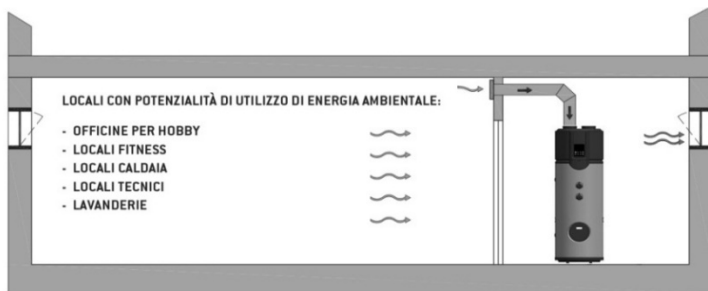 LOCALI CON POTENZIALITÀ DI UTILIZZO DI ENERGIA AMBIENTALE:
- OFFICINE PER HOBBY
- LOCALI FITNESS
- LOCALI CALDAIA
- LOCALI TECNICI
- LAVANDERIE